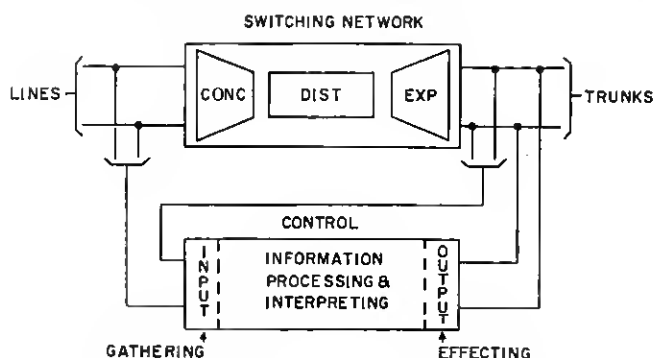 SWITCHING NETWORK
LINES
CONC
DIST
EXP
TRUNKS
CONTROL
INPUT
INFORMATION
PROCESSING &
INTERPRETING
OUTPUT
GATHERING
EFFECTING